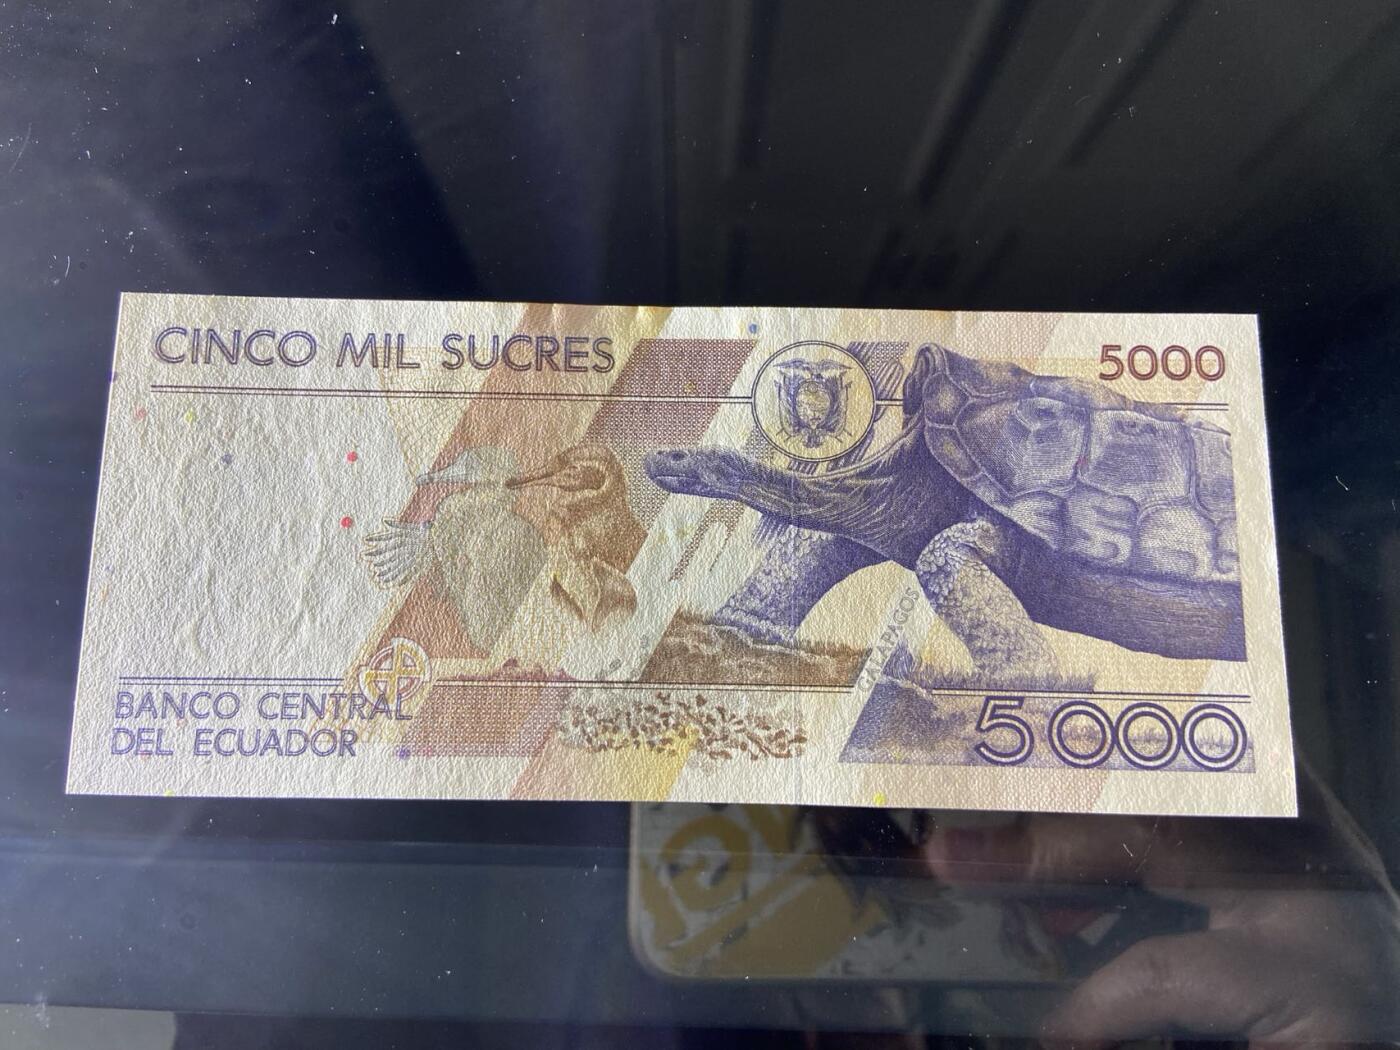 CINCO MIL SUCRES
5000
GALAPAGOS
BANCO CENTRAL
DEL ECUADOR
5000